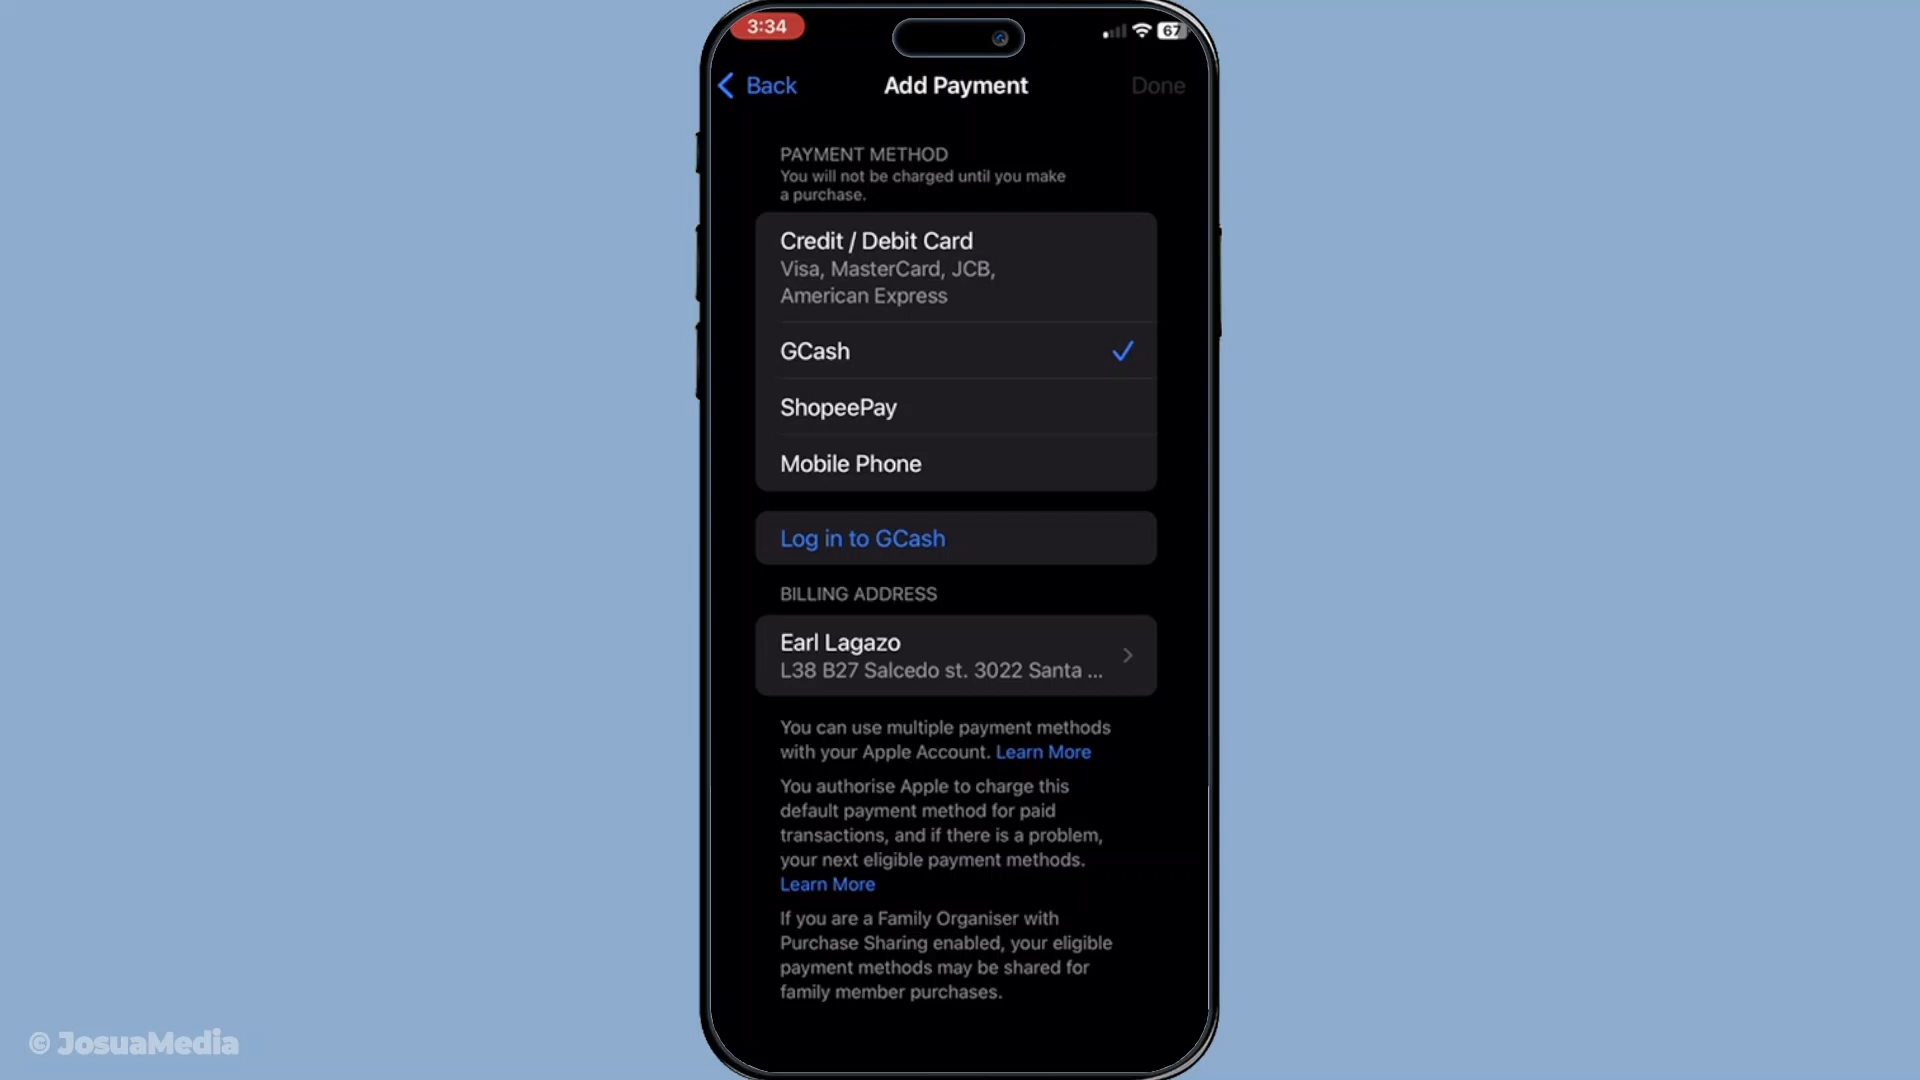 3:34
67
Back
Add Payment
Done
PAYMENT METHOD
You will not be charged until you make
a purchase.
Credit / Debit Card
Visa, MasterCard, JCB,
American Express
GCash
ShopeePay
Mobile Phone
Log in to GCash
BILLING ADDRESS
Earl Lagazo
L38 B27 Salcedo st. 3022 Santa ...
You can use multiple payment methods
with your Apple Account. Learn More
You authorise Apple to charge this
default payment method for paid
transactions, and if there is a problem,
your next eligible payment methods.
Learn More
If you are a Family Organiser with
Purchase Sharing enabled, your eligible
payment methods may be shared for
family member purchases.
© JosuaMedia